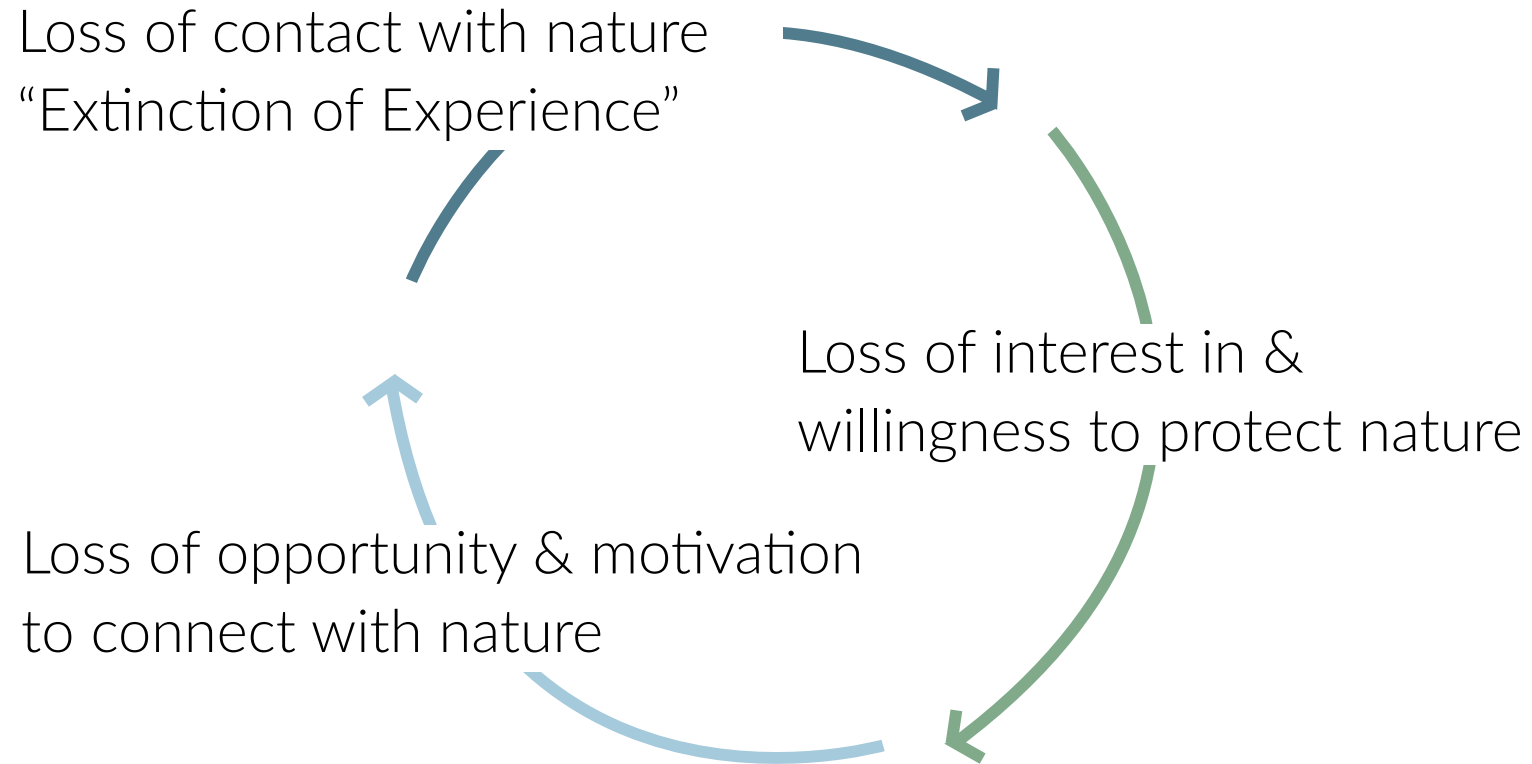 Loss of contact with nature
“Extinction of Experience”
Loss of interest in &
willingness to protect nature
Loss of opportunity & motivation
to connect with nature